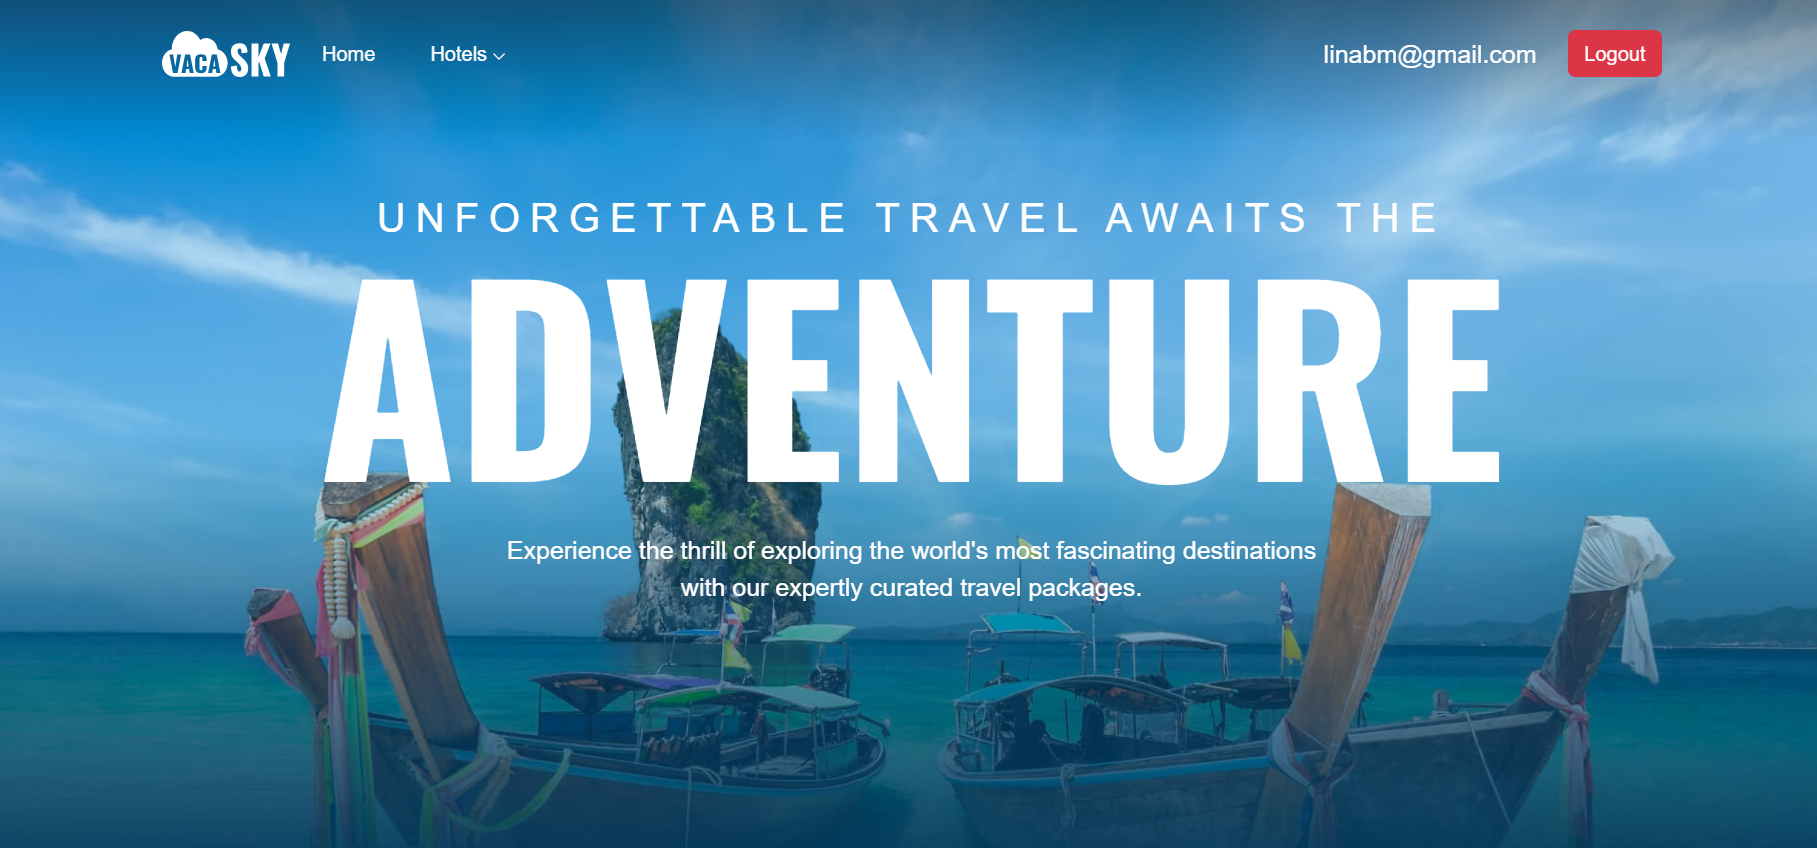 VACA SKY Home Hotels linabm@gmail.com Logout
UNFORGETTABLE TRAVEL AWAITS THE
ADVENTURE
Experience the thrill of exploring the world's most fascinating destinations
with our expertly curated travel packages.